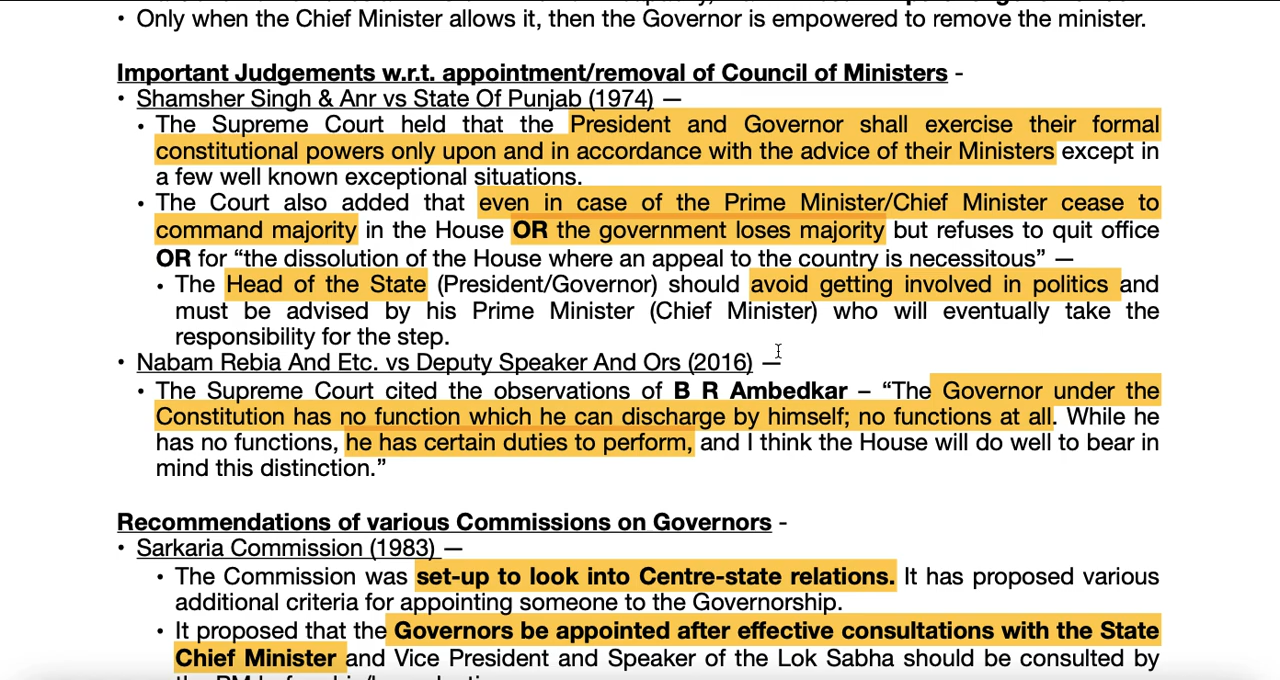 • Only when the Chief Minister allows it, then the Governor is empowered to remove the minister.
Important Judgements w.r.t. appointment/removal of Council of Ministers -
• Shamsher Singh & Anr vs State Of Punjab (1974) —
• The Supreme Court held that the President and Governor shall exercise their formal
constitutional powers only upon and in accordance with the advice of their Ministers except in
a few well known exceptional situations.
• The Court also added that even in case of the Prime Minister/Chief Minister cease to
command majority in the House OR the government loses majority but refuses to quit office
OR for “the dissolution of the House where an appeal to the country is necessitous” —
• The Head of the State (President/Governor) should avoid getting involved in politics and
must be advised by his Prime Minister (Chief Minister) who will eventually take the
responsibility for the step.
• Nabam Rebia And Etc. vs Deputy Speaker And Ors (2016) —
• The Supreme Court cited the observations of B R Ambedkar – “The Governor under the
Constitution has no function which he can discharge by himself; no functions at all. While he
has no functions, he has certain duties to perform, and I think the House will do well to bear in
mind this distinction.”
Recommendations of various Commissions on Governors -
• Sarkaria Commission (1983) —
• The Commission was set-up to look into Centre-state relations. It has proposed various
additional criteria for appointing someone to the Governorship.
• It proposed that the Governors be appointed after effective consultations with the State
Chief Minister and Vice President and Speaker of the Lok Sabha should be consulted by